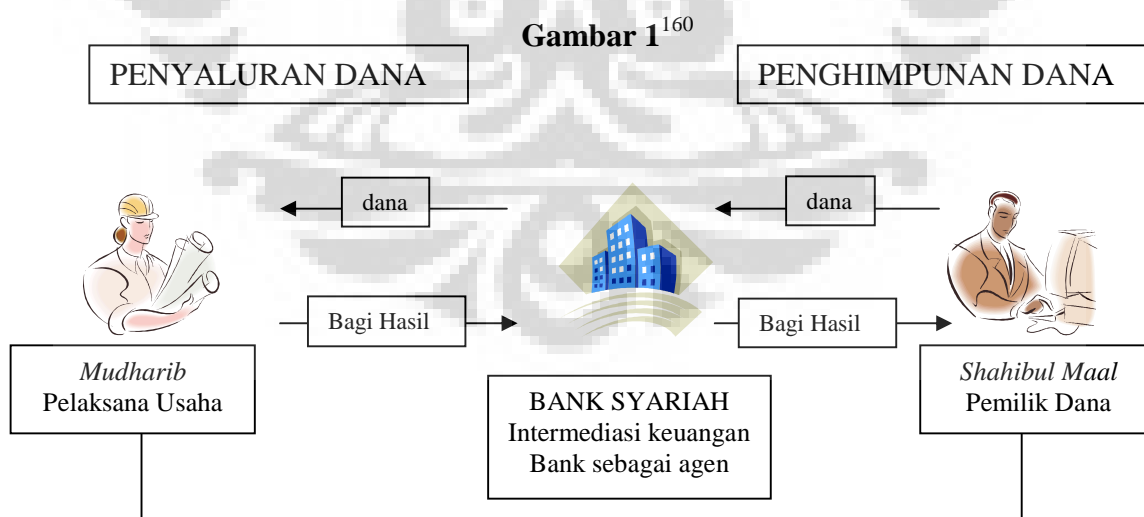 Gambar 1160
PENYALURAN DANA
PENGHIMPUNAN DANA
dana
dana
Bagi Hasil
Bagi Hasil
Mudharib
Pelaksana Usaha
BANK SYARIAH
Intermediasi keuangan
Bank sebagai agen
Shahibul Maal
Pemilik Dana